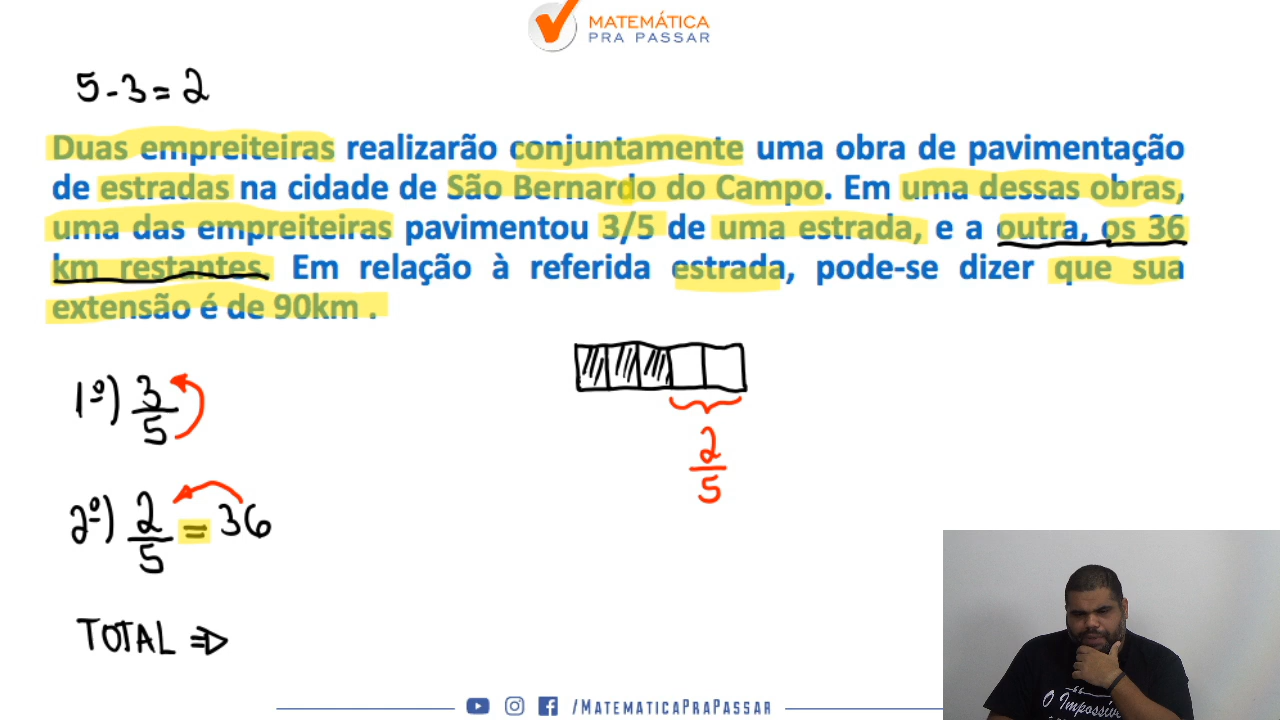 MATEMÁTICA
PRA PASSAR
5-3=2
Duas empreiteiras realizarão conjuntamente uma obra de pavimentação
de estradas na cidade de São Bernardo do Campo. Em uma dessas obras,
uma das empreiteiras pavimentou 3/5 de uma estrada, e a outra, os 36
km restantes. Em relação à referida estrada, pode-se dizer que sua
extensão é de 90km .
1º) 3/5
2/5
2º) 2/5 = 36
TOTAL ⇒
O Impossív
/MATEMATICAPRAPASSAR